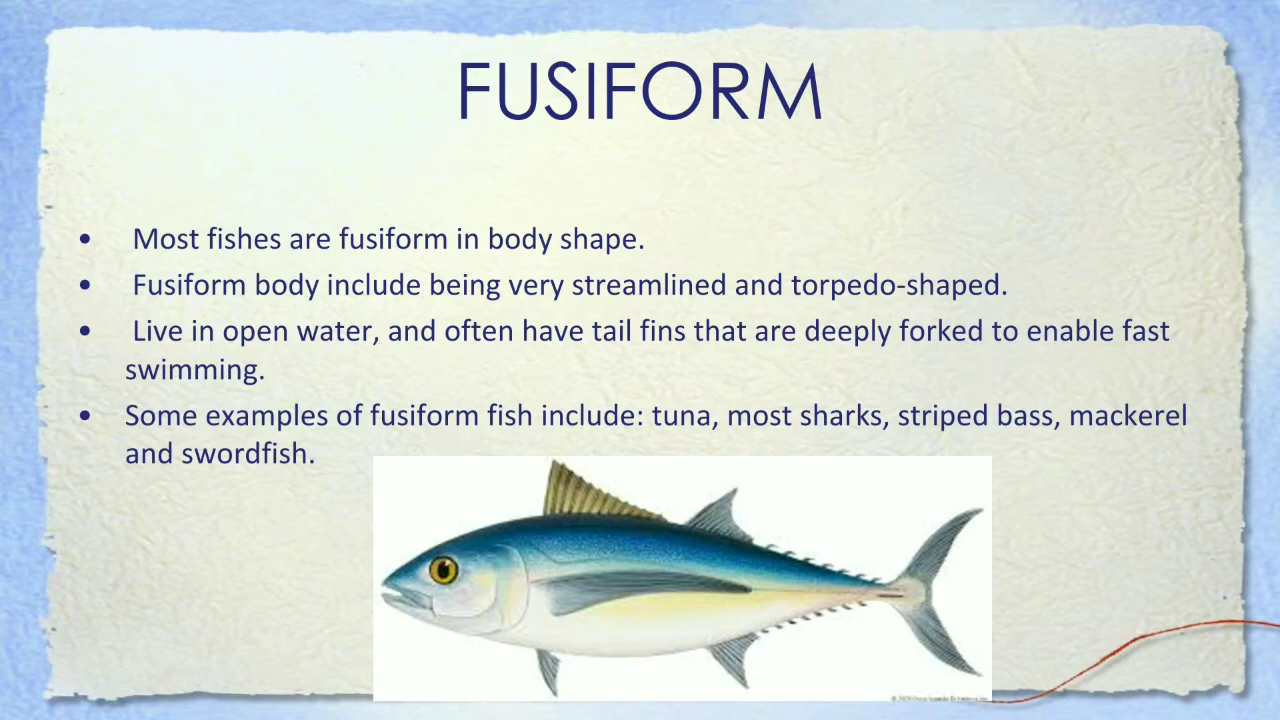 FUSIFORM
• Most fishes are fusiform in body shape.
• Fusiform body include being very streamlined and torpedo-shaped.
• Live in open water, and often have tail fins that are deeply forked to enable fast
swimming.
• Some examples of fusiform fish include: tuna, most sharks, striped bass, mackerel
and swordfish.